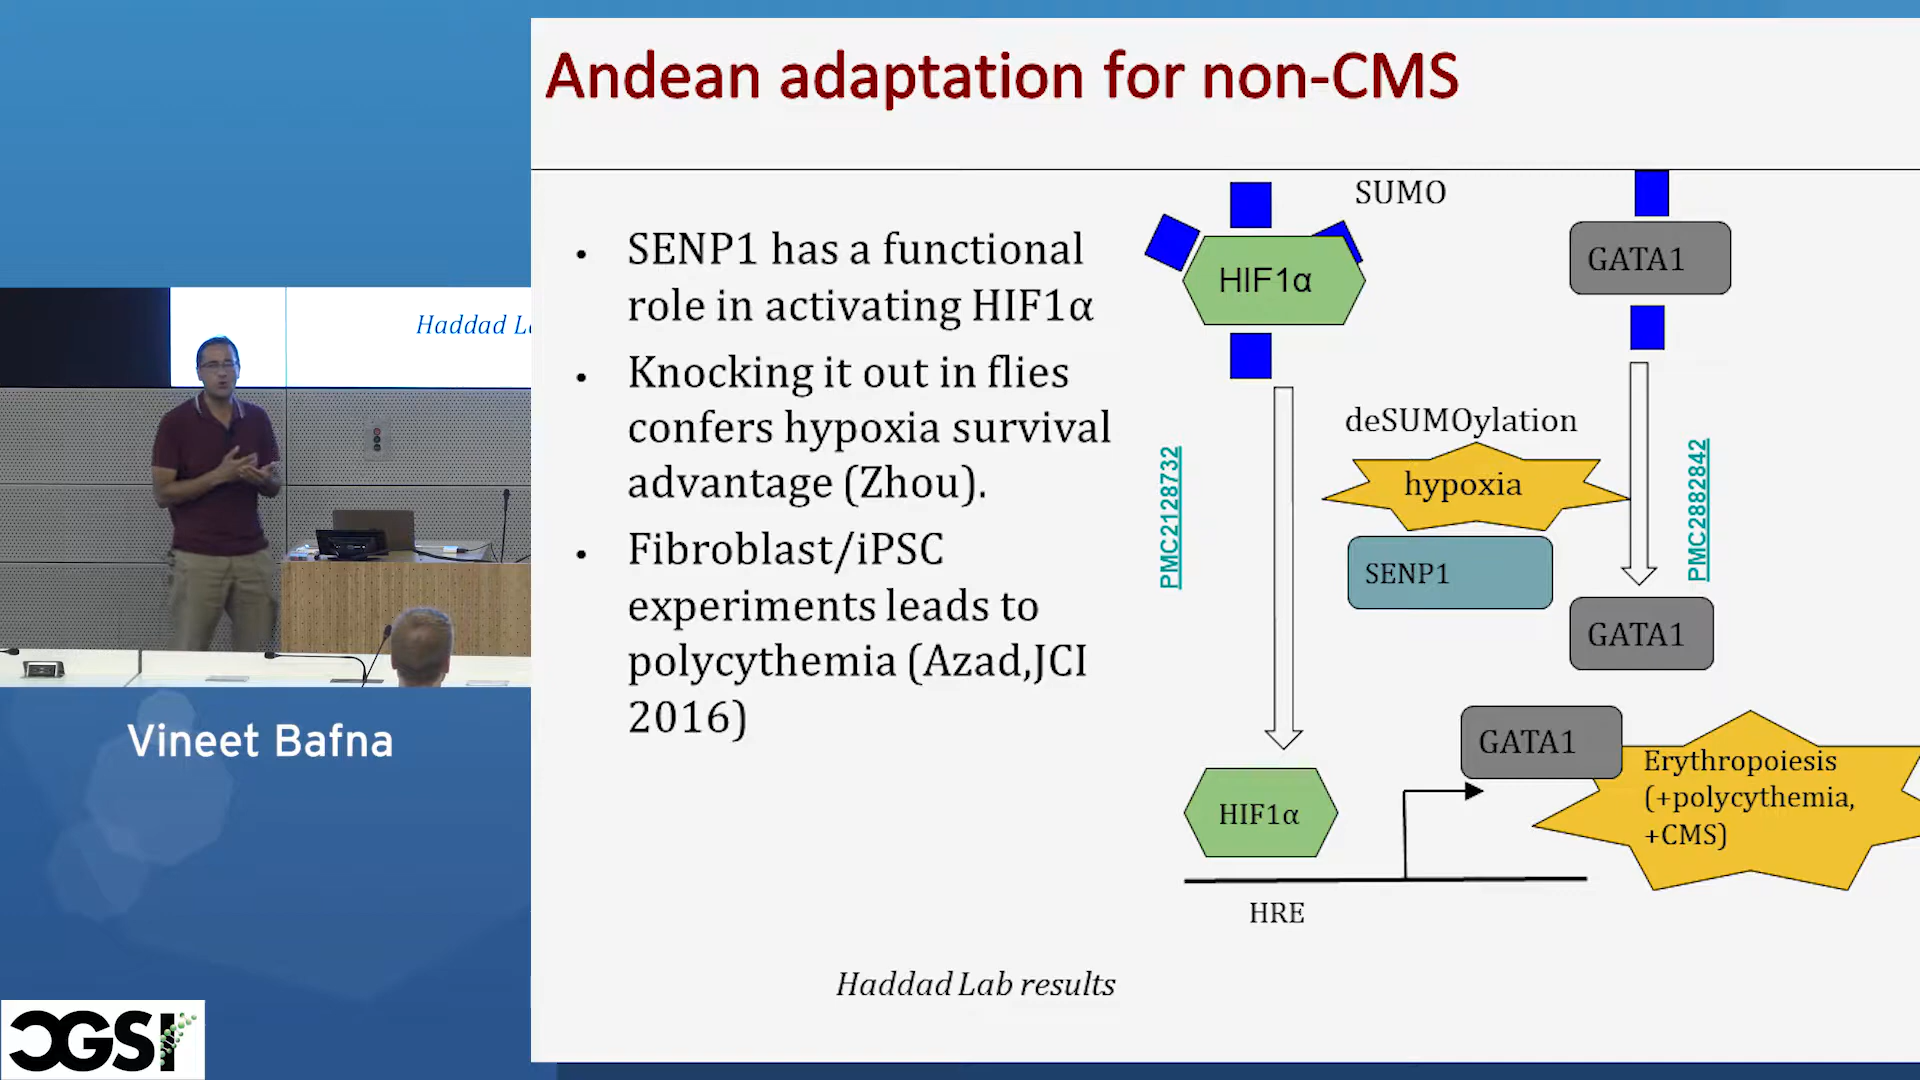 Andean adaptation for non-CMS
• SENP1 has a functional
role in activating HIF1α
• Knocking it out in flies
confers hypoxia survival
advantage (Zhou).
• Fibroblast/iPSC
experiments leads to
polycythemia (Azad,JCI
2016)
SUMO
HIF1α
GATA1
deSUMOylation
hypoxia
SENP1
PMC2128732
PMC2882842
GATA1
GATA1
Erythropoiesis
(+polycythemia,
+CMS)
HIF1α
HRE
Haddad Lab results
Haddad
Vineet Bafna
CGSI